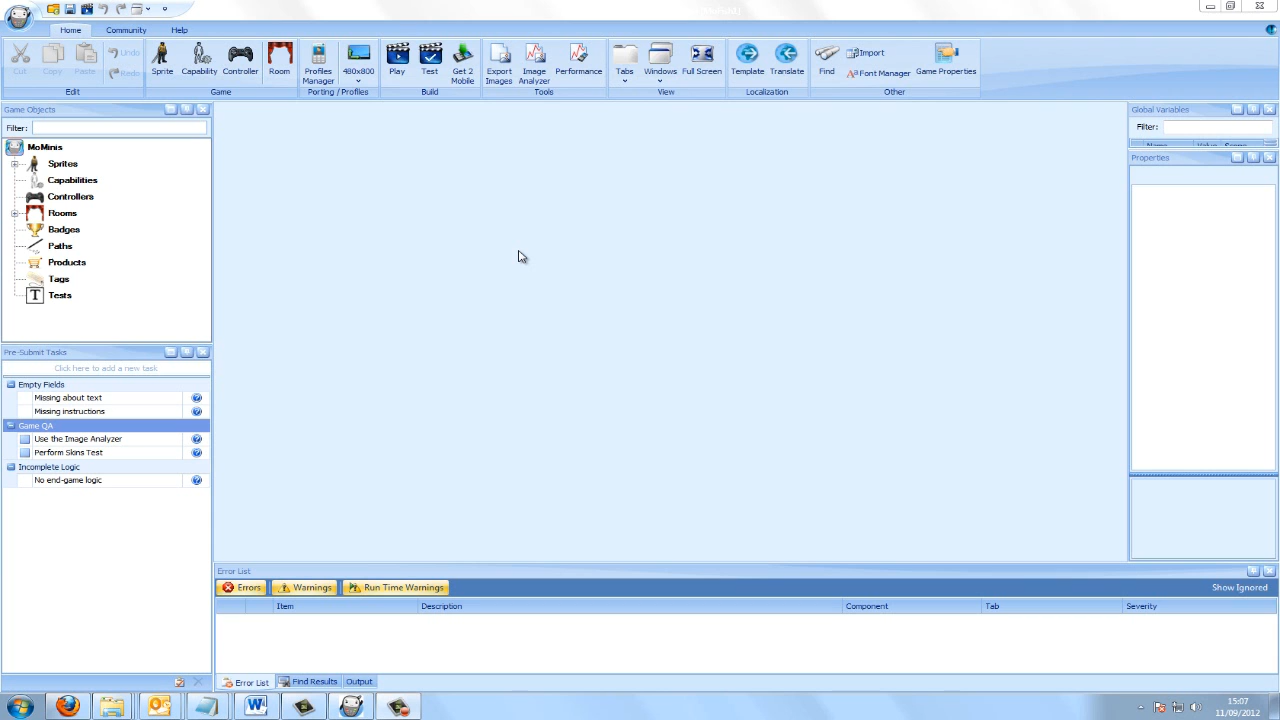 Home Community Help
Cut Copy Paste Undo Redo Sprite Capability Controller Room Profiles Manager 480x800 Play Test Get 2 Mobile Export Images Image Analyzer Performance Tabs Windows Full Screen Template Translate Find Import Font Manager Game Properties
Edit Game Porting / Profiles Build Tools View Localization Other
Game Objects
Filter:
MoMinis
Sprites
Capabilities
Controllers
Rooms
Badges
Paths
Products
Tags
T Tests
Pre-Submit Tasks
Click here to add a new task
Empty Fields
Missing about text
Missing instructions
Game QA
Use the Image Analyzer
Perform Skins Test
Incomplete Logic
No end-game logic
Global Variables
Filter:
Name Value Scope
Properties
Error List
Errors Warnings Run Time Warnings Show Ignored
Item Description Component Tab Severity
Error List Find Results Output
15:07
11/09/2012